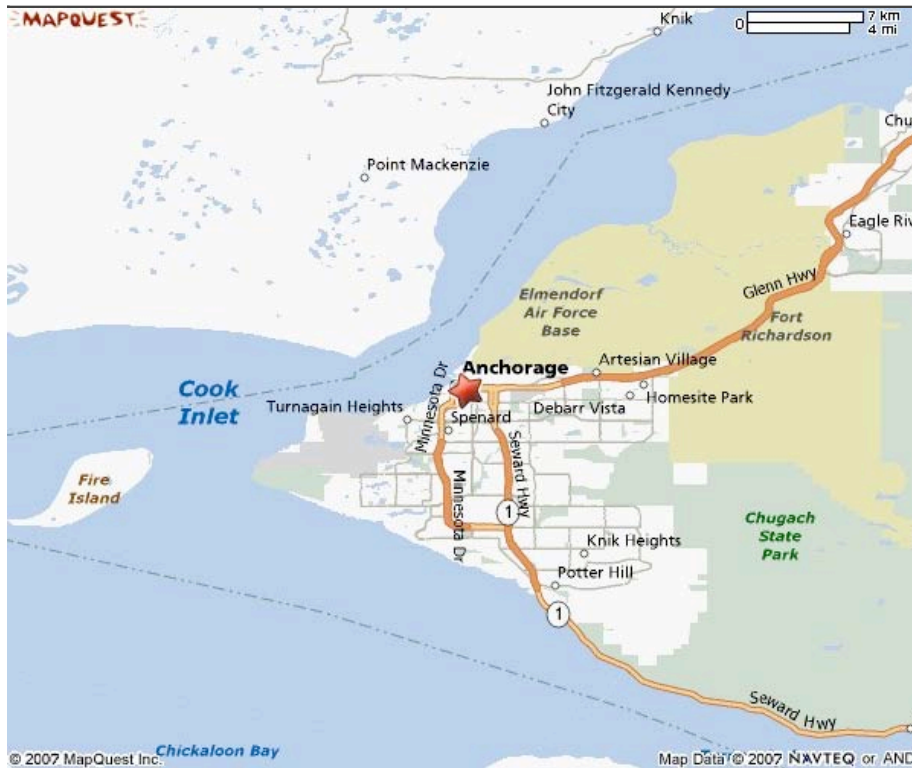 MAPQUEST
0
7 km
4 mi
Knik
John Fitzgerald Kennedy
City
Point Mackenzie
Chu
Eagle Riv
Glenn Hwy
Elmendorf
Air Force
Base
Fort
Richardson
Artesian Village
Anchorage
Minnesota Dr
Cook
Inlet
Turnagain Heights
Spenard
Debarr Vista
Homesite Park
Seward Hwy
Minnesota Dr
Fire
Island
1
Chugach
State
Park
Knik Heights
Potter Hill
1
Seward Hwy
Chickaloon Bay
© 2007 MapQuest Inc.
Map Data © 2007 NAVTEQ or AND